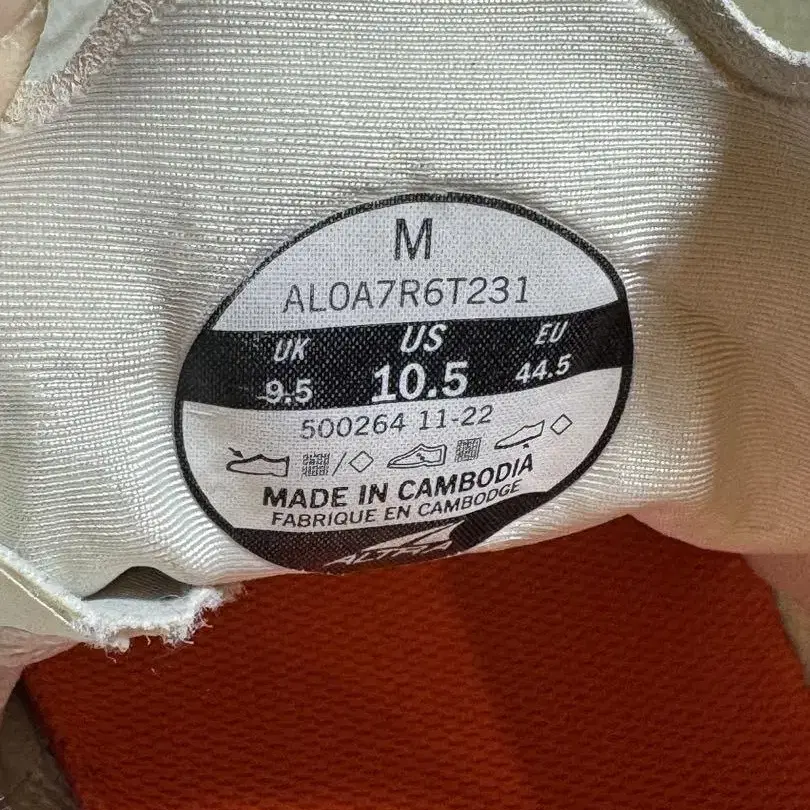 M
AL0A7R6T231
UK US EU
9.5 10.5 44.5
500264 11-22
MADE IN CAMBODIA
FABRIQUE EN CAMBODGE
ALTRA